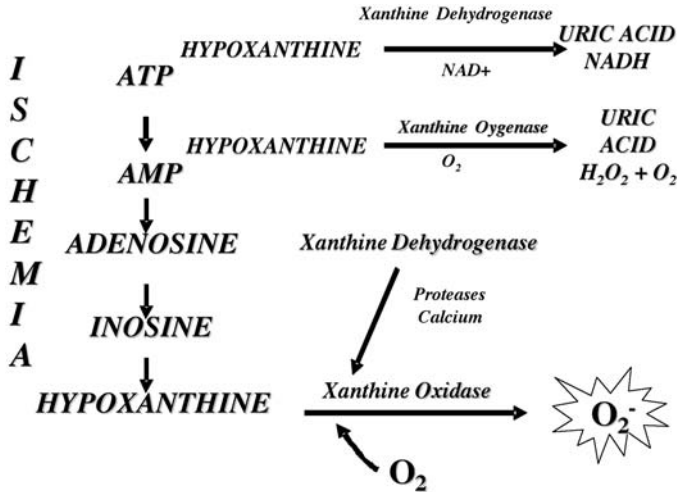 ISCHEMIA
Xanthine Dehydrogenase
HYPOXANTHINE
NAD+
URIC ACID
NADH
ATP
Xanthine Oygenase
HYPOXANTHINE
O₂
URIC
ACID
H₂O₂ + O₂
AMP
ADENOSINE
Xanthine Dehydrogenase
Proteases
Calcium
INOSINE
HYPOXANTHINE
Xanthine Oxidase
O₂⁻
O₂